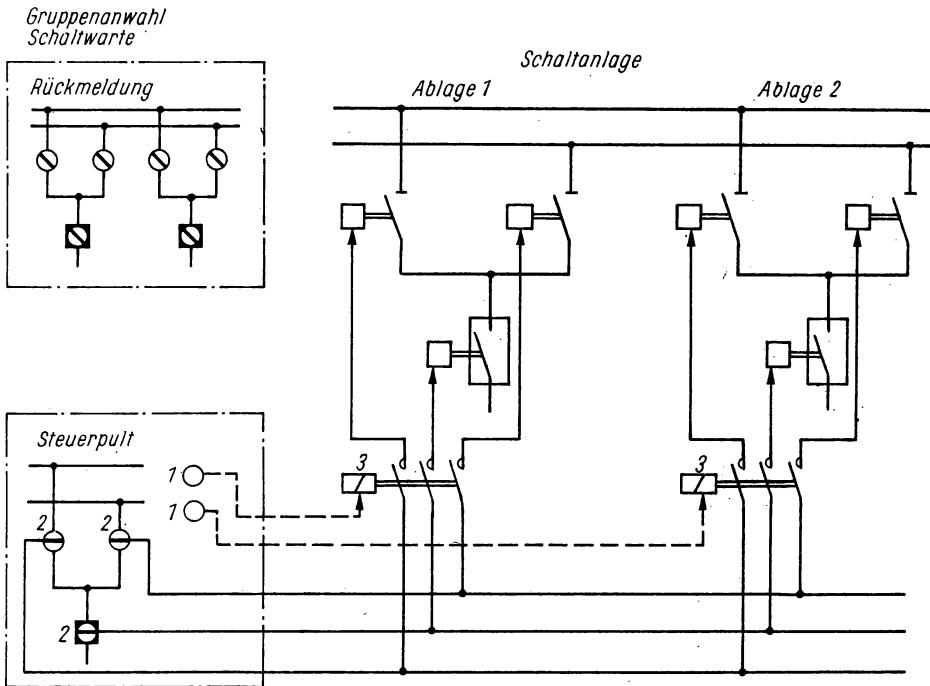 Gruppenanwahl
Schaltwarte
Rückmeldung
Schaltanlage
Ablage 1
Ablage 2
Steuerpult
1
1
2
2
2
3
3